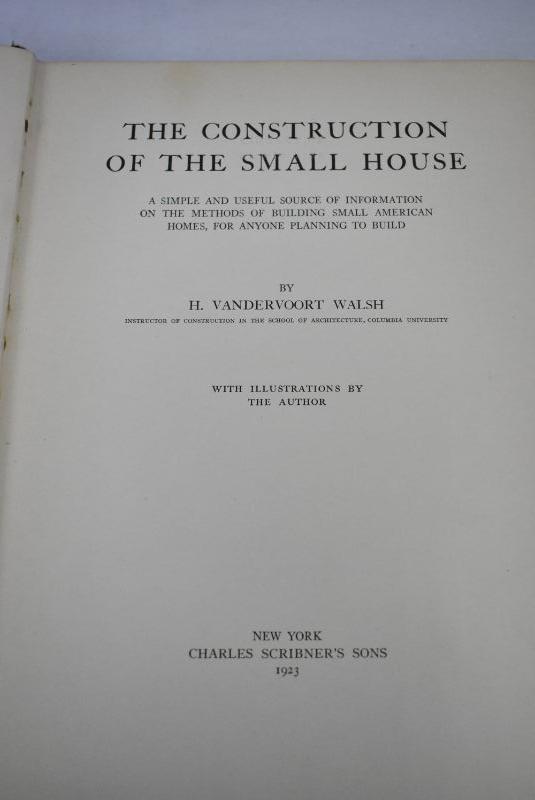 THE CONSTRUCTION
OF THE SMALL HOUSE
A SIMPLE AND USEFUL SOURCE OF INFORMATION
ON THE METHODS OF BUILDING SMALL AMERICAN
HOMES, FOR ANYONE PLANNING TO BUILD
BY
H. VANDERVOORT WALSH
INSTRUCTOR OF CONSTRUCTION IN THE SCHOOL OF ARCHITECTURE, COLUMBIA UNIVERSITY
WITH ILLUSTRATIONS BY
THE AUTHOR
NEW YORK
CHARLES SCRIBNER'S SONS
1923